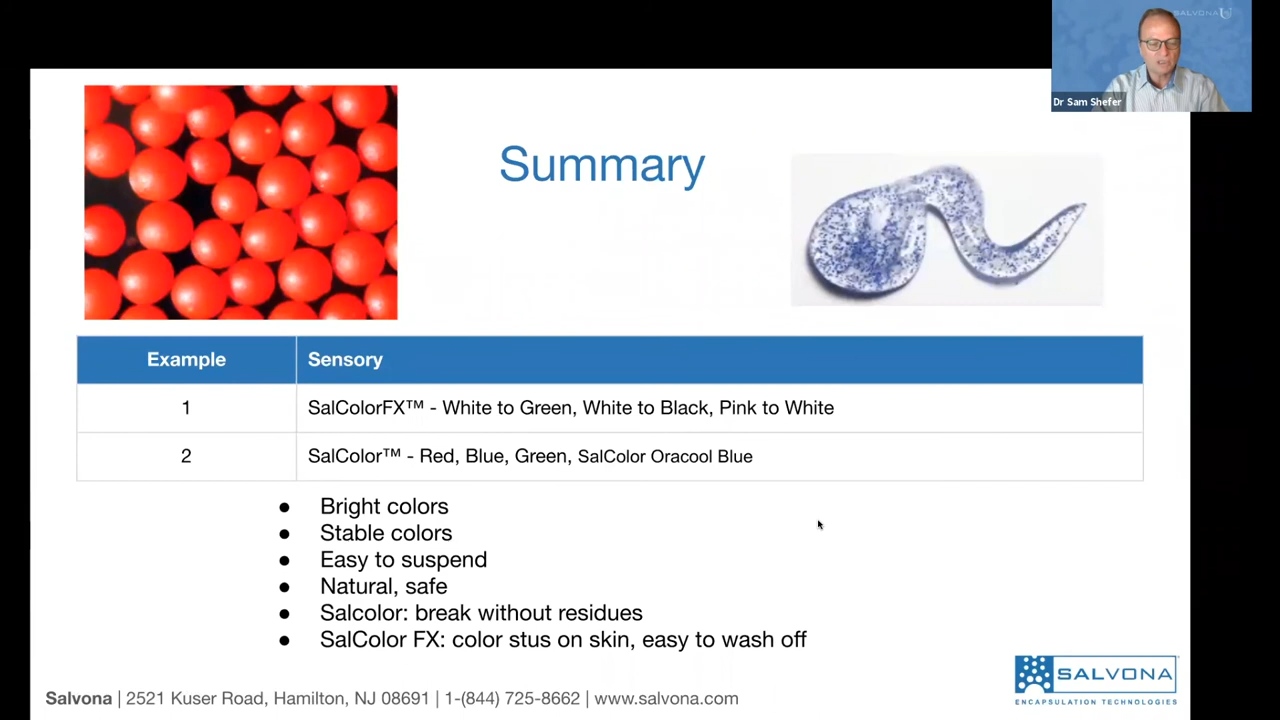 SALVONA U
Dr Sam Shefer
Summary
Example
Sensory
1
SalColorFX™ - White to Green, White to Black, Pink to White
2
SalColor™ - Red, Blue, Green, SalColor Oracool Blue
● Bright colors
● Stable colors
● Easy to suspend
● Natural, safe
● Salcolor: break without residues
● SalColor FX: color stus on skin, easy to wash off
SALVONA
ENCAPSULATION TECHNOLOGIES
Salvona | 2521 Kuser Road, Hamilton, NJ 08691 | 1-(844) 725-8662 | www.salvona.com